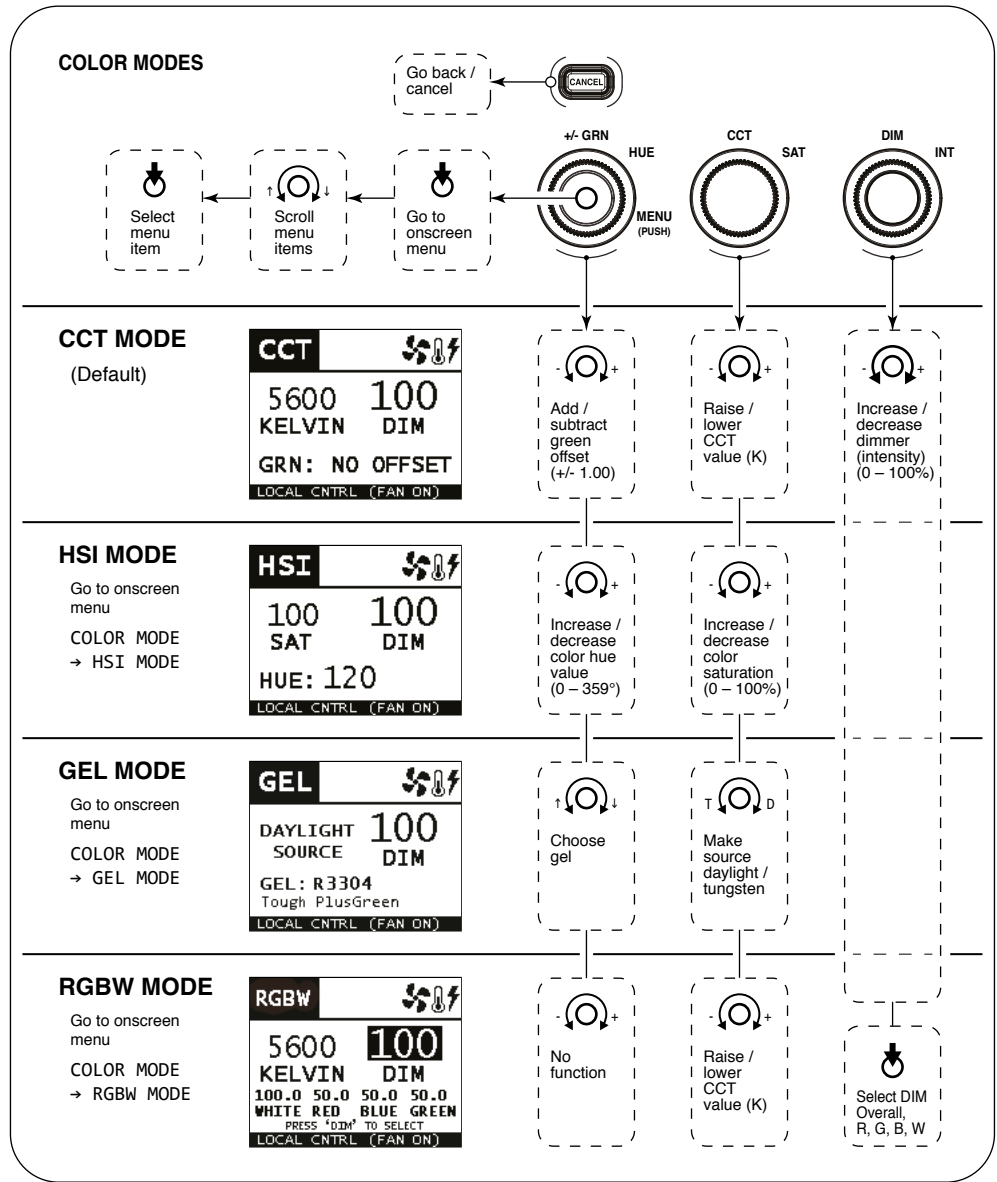 COLOR MODES
Go back /
cancel
CANCEL
+/- GRN
HUE
MENU
(PUSH)
CCT
SAT
DIM
INT
Select
menu
item
↑ ↓
Scroll
menu
items
Go to
onscreen
menu
CCT MODE
(Default)
CCT
5600 100
KELVIN DIM
GRN: NO OFFSET
LOCAL CNTRL (FAN ON)
- +
Add /
subtract
green
offset
(+/- 1.00)
- +
Raise /
lower
CCT
value (K)
- +
Increase /
decrease
dimmer
(intensity)
(0 – 100%)
HSI MODE
Go to onscreen
menu
COLOR MODE
→ HSI MODE
HSI
100 100
SAT DIM
HUE: 120
LOCAL CNTRL (FAN ON)
- +
Increase /
decrease
color hue
value
(0 – 359°)
- +
Increase /
decrease
color
saturation
(0 – 100%)
GEL MODE
Go to onscreen
menu
COLOR MODE
→ GEL MODE
GEL
DAYLIGHT 100
SOURCE DIM
GEL: R3304
Tough PlusGreen
LOCAL CNTRL (FAN ON)
↑ ↓
Choose
gel
T D
Make
source
daylight /
tungsten
RGBW MODE
Go to onscreen
menu
COLOR MODE
→ RGBW MODE
RGBW
5600 100
KELVIN DIM
100.0 50.0 50.0 50.0
WHITE RED BLUE GREEN
PRESS 'DIM' TO SELECT
LOCAL CNTRL (FAN ON)
- +
No
function
- +
Raise /
lower
CCT
value (K)
Select DIM
Overall,
R, G, B, W